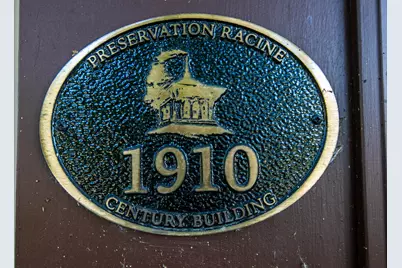 PRESERVATION RACINE
1910
CENTURY BUILDING